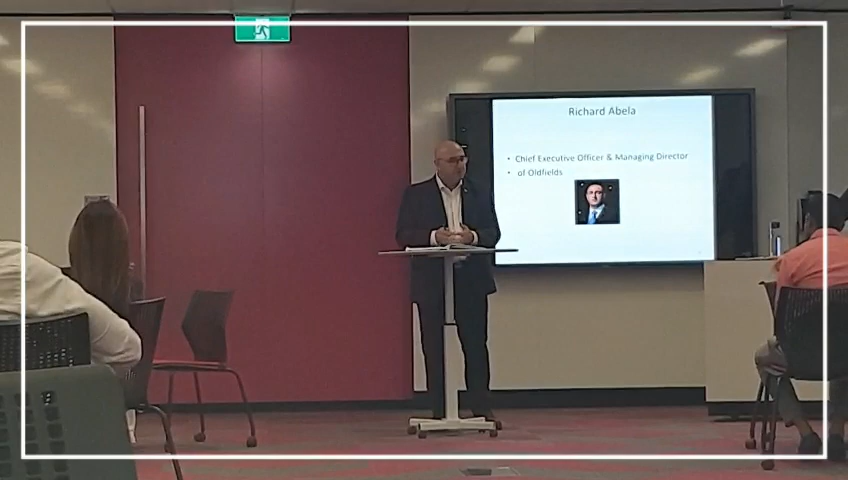 Richard Abela
• Chief Executive Officer & Managing Director
• of Oldfields